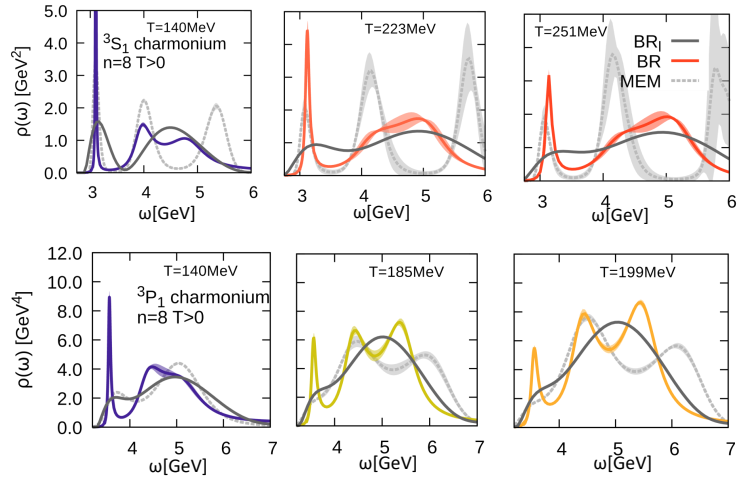 T=140MeV
³S₁ charmonium
n=8 T>0
ρ(ω) [GeV²]
5.0
4.0
3.0
2.0
1.0
0.0
3 4 5 6
ω[GeV]
T=223MeV
3 4 5 6
ω[GeV]
T=251MeV
BRₗ
BR
MEM
3 4 5 6
ω[GeV]
T=140MeV
³P₁ charmonium
n=8 T>0
ρ(ω) [GeV⁴]
12.0
10.0
8.0
6.0
4.0
2.0
0.0
4 5 6 7
ω[GeV]
T=185MeV
4 5 6 7
ω[GeV]
T=199MeV
4 5 6 7
ω[GeV]